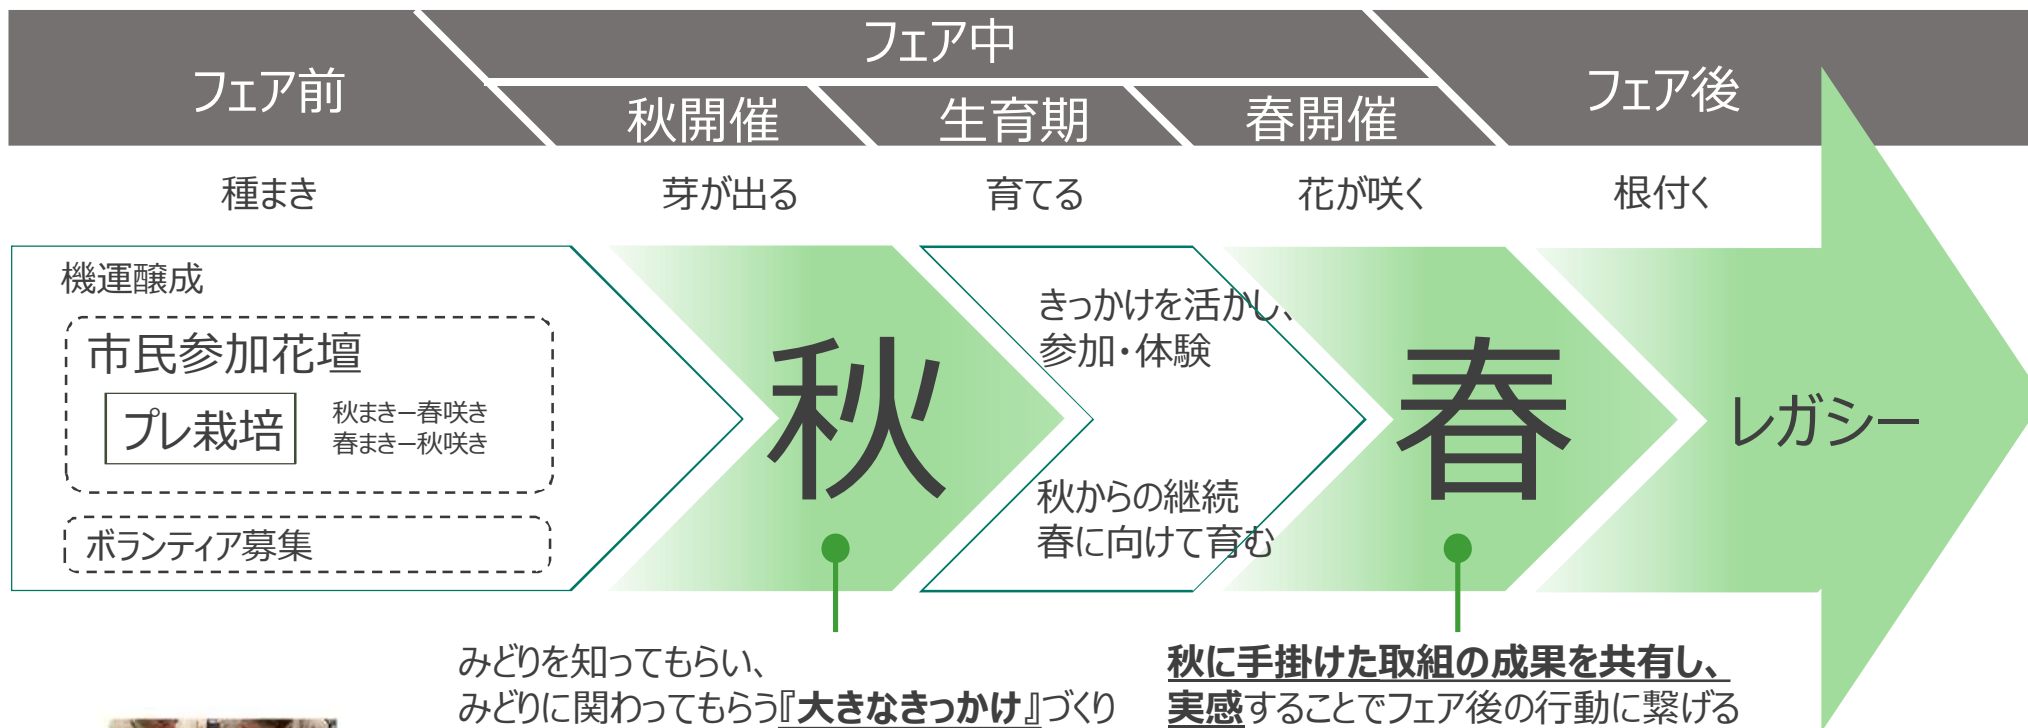 フェア前
フェア中
秋開催
生育期
春開催
フェア後
種まき
芽が出る
育てる
花が咲く
根付く
機運醸成
市民参加花壇
プレ栽培
秋まきー春咲き
春まきー秋咲き
ボランティア募集
秋
きっかけを活かし、
参加・体験
秋からの継続
春に向けて育む
春
レガシー
みどりを知ってもらい、
みどりに関わってもらう『大きなきっかけ』づくり
秋に手掛けた取組の成果を共有し、
実感することでフェア後の行動に繋げる